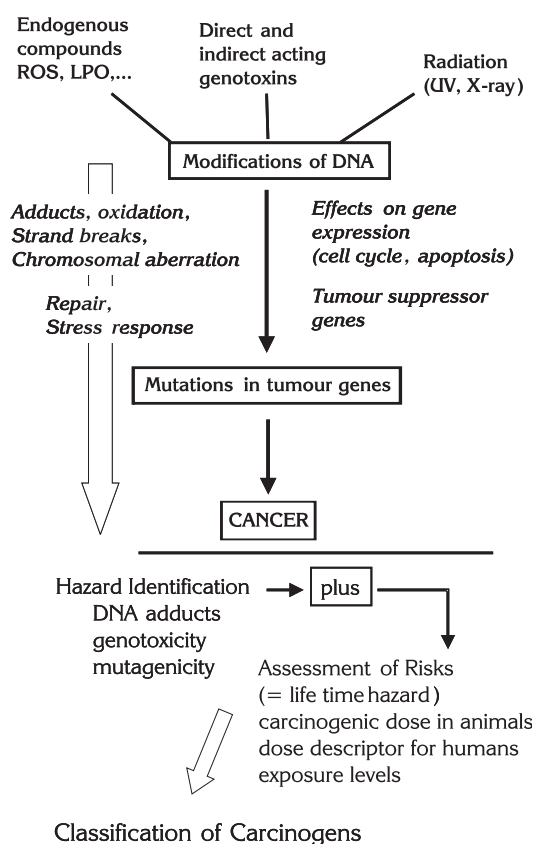 Endogenous
compounds
ROS, LPO,...
Direct and
indirect acting
genotoxins
Radiation
(UV, X-ray)
Modifications of DNA
Adducts, oxidation,
Strand breaks,
Chromosomal aberration
Repair,
Stress response
Effects on gene
expression
(cell cycle, apoptosis)
Tumour suppressor
genes
Mutations in tumour genes
CANCER
Hazard Identification
DNA adducts
genotoxicity
mutagenicity
plus
Assessment of Risks
(= life time hazard)
carcinogenic dose in animals
dose descriptor for humans
exposure levels
Classification of Carcinogens